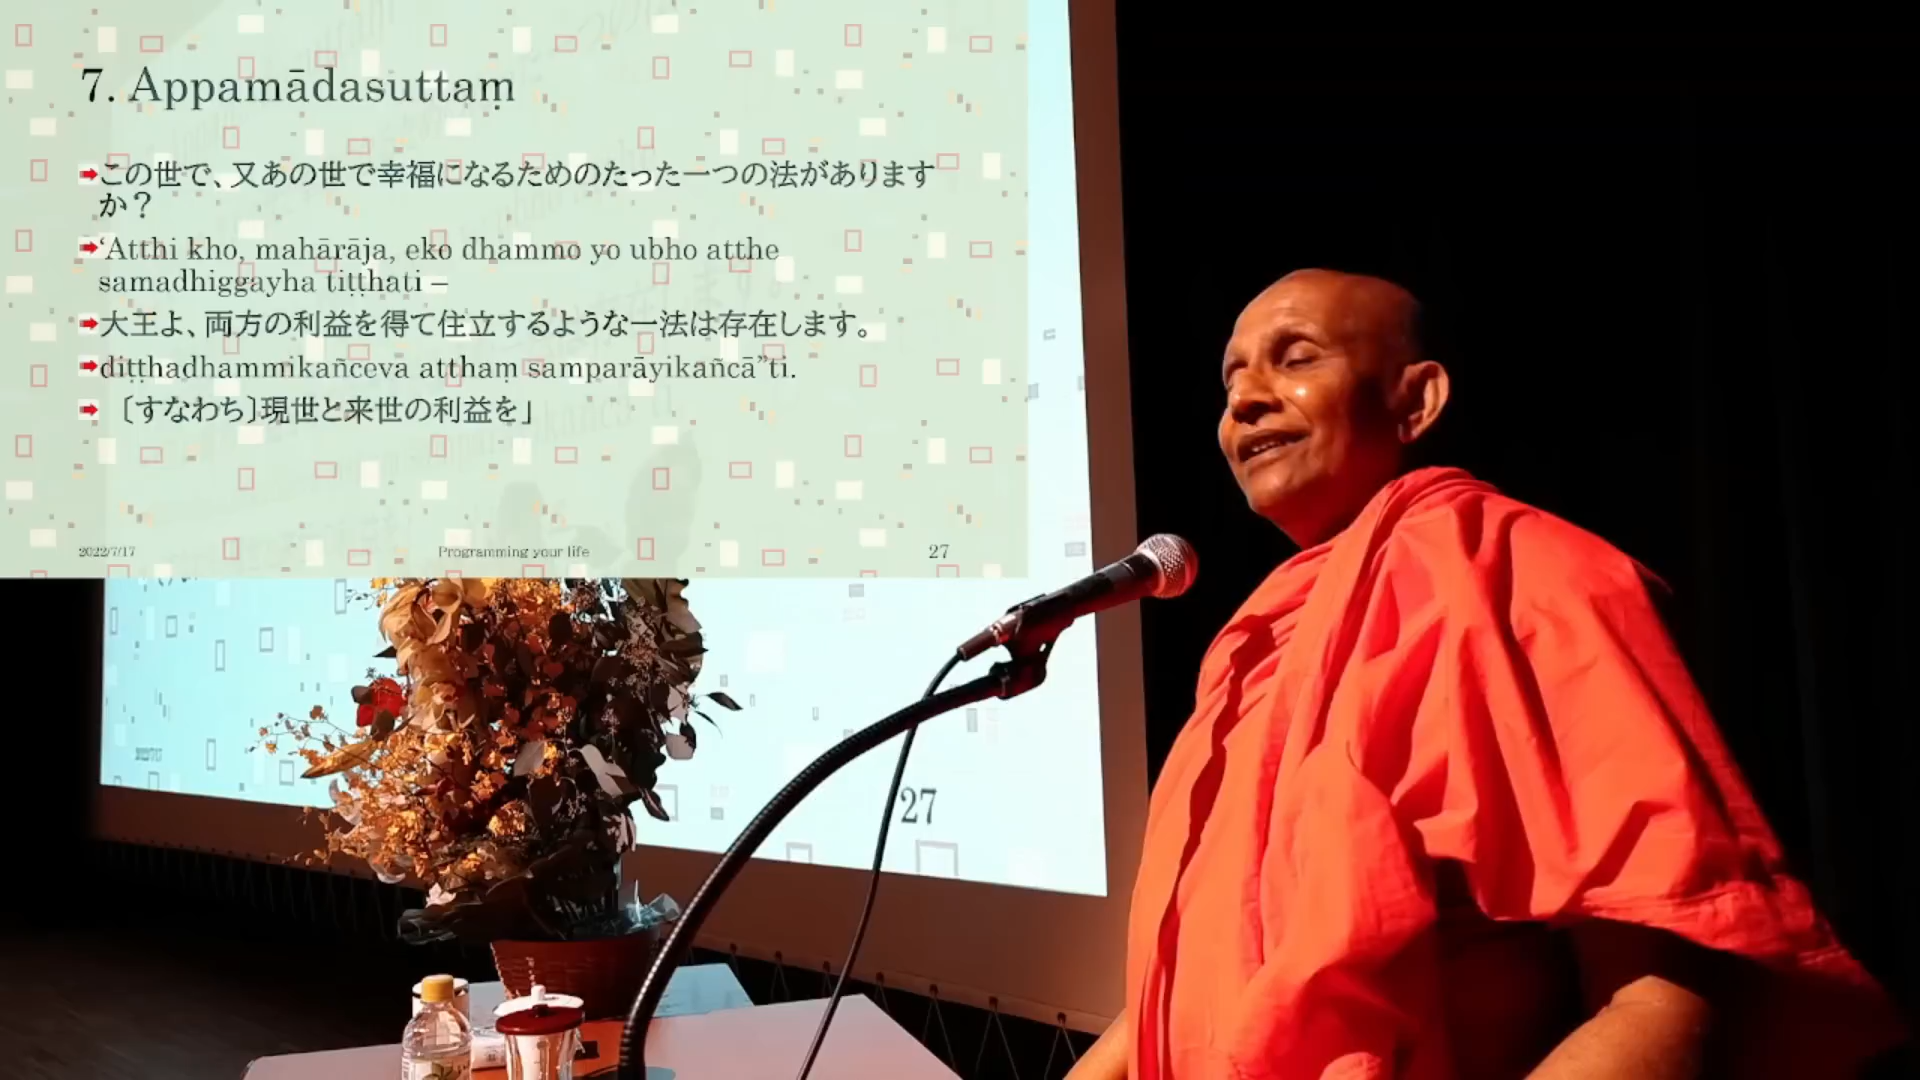 7. Appamādasuttaṃ
この世で、又あの世で幸福になるためのたった一つの法があります
か？
‘Atthi kho, mahārāja, eko dhammo yo ubho atthe
samadhiggayha tiṭṭhati –
大王よ、両方の利益を得て住立するような一法は存在します。
diṭṭhadhammikañceva atthaṃ samparāyikañcā”ti.
〔すなわち〕現世と来世の利益を」
2022/7/17
Programming your life
27
2022/7/17
27